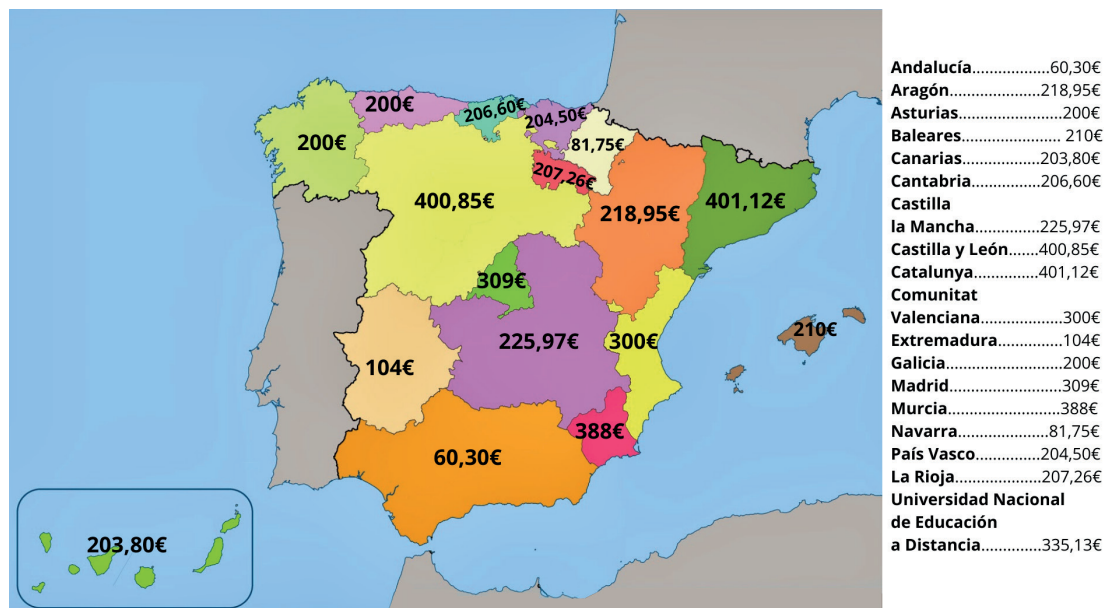 200€
206,60€
204,50€
200€
81,75€
207,26€
400,85€
218,95€
401,12€
309€
210€
225,97€
300€
104€
388€
60,30€
203,80€
Andalucía...................60,30€
Aragón.....................218,95€
Asturias.......................200€
Baleares ..................... 210€
Canarias..................203,80€
Cantabria................206,60€
Castilla
la Mancha...............225,97€
Castilla y León.......400,85€
Catalunya ...............401,12€
Comunitat
Valenciana..................300€
Extremadura..............104€
Galicia.........................200€
Madrid........................309€
Murcia........................388€
Navarra.....................81,75€
País Vasco...............204,50€
La Rioja...................207,26€
Universidad Nacional
de Educación
a Distancia..............335,13€